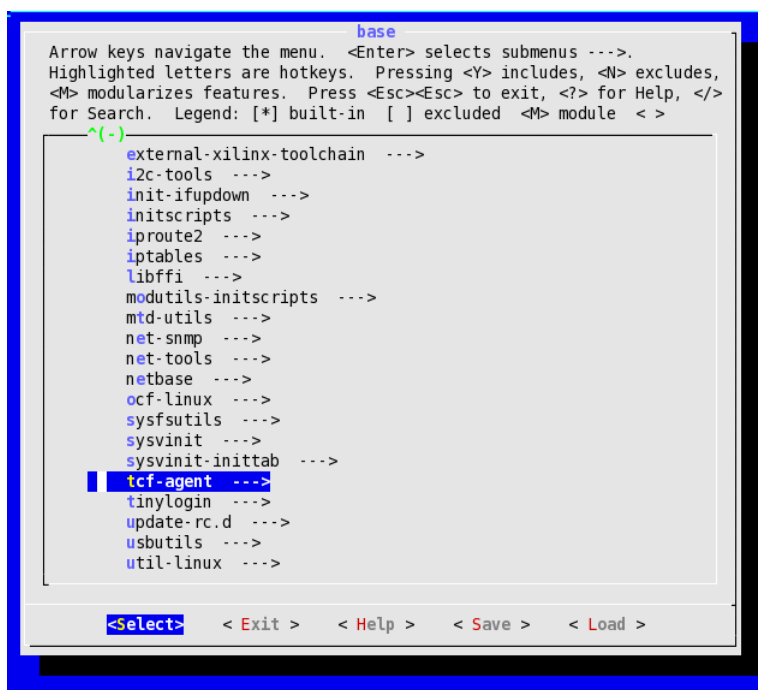 base
Arrow keys navigate the menu.  <Enter> selects submenus --->.
Highlighted letters are hotkeys.  Pressing <Y> includes, <N> excludes,
<M> modularizes features.  Press <Esc><Esc> to exit, <?> for Help, </>
for Search.  Legend: [*] built-in  [ ] excluded  <M> module  < >
^(-)
external-xilinx-toolchain  --->
i2c-tools  --->
init-ifupdown  --->
initscripts  --->
iproute2  --->
iptables  --->
libffi  --->
modutils-initscripts  --->
mtd-utils  --->
net-snmp  --->
net-tools  --->
netbase  --->
ocf-linux  --->
sysfsutils  --->
sysvinit  --->
sysvinit-inittab  --->
tcf-agent  --->
tinylogin  --->
update-rc.d  --->
usbutils  --->
util-linux  --->
<Select>    < Exit >    < Help >    < Save >    < Load >